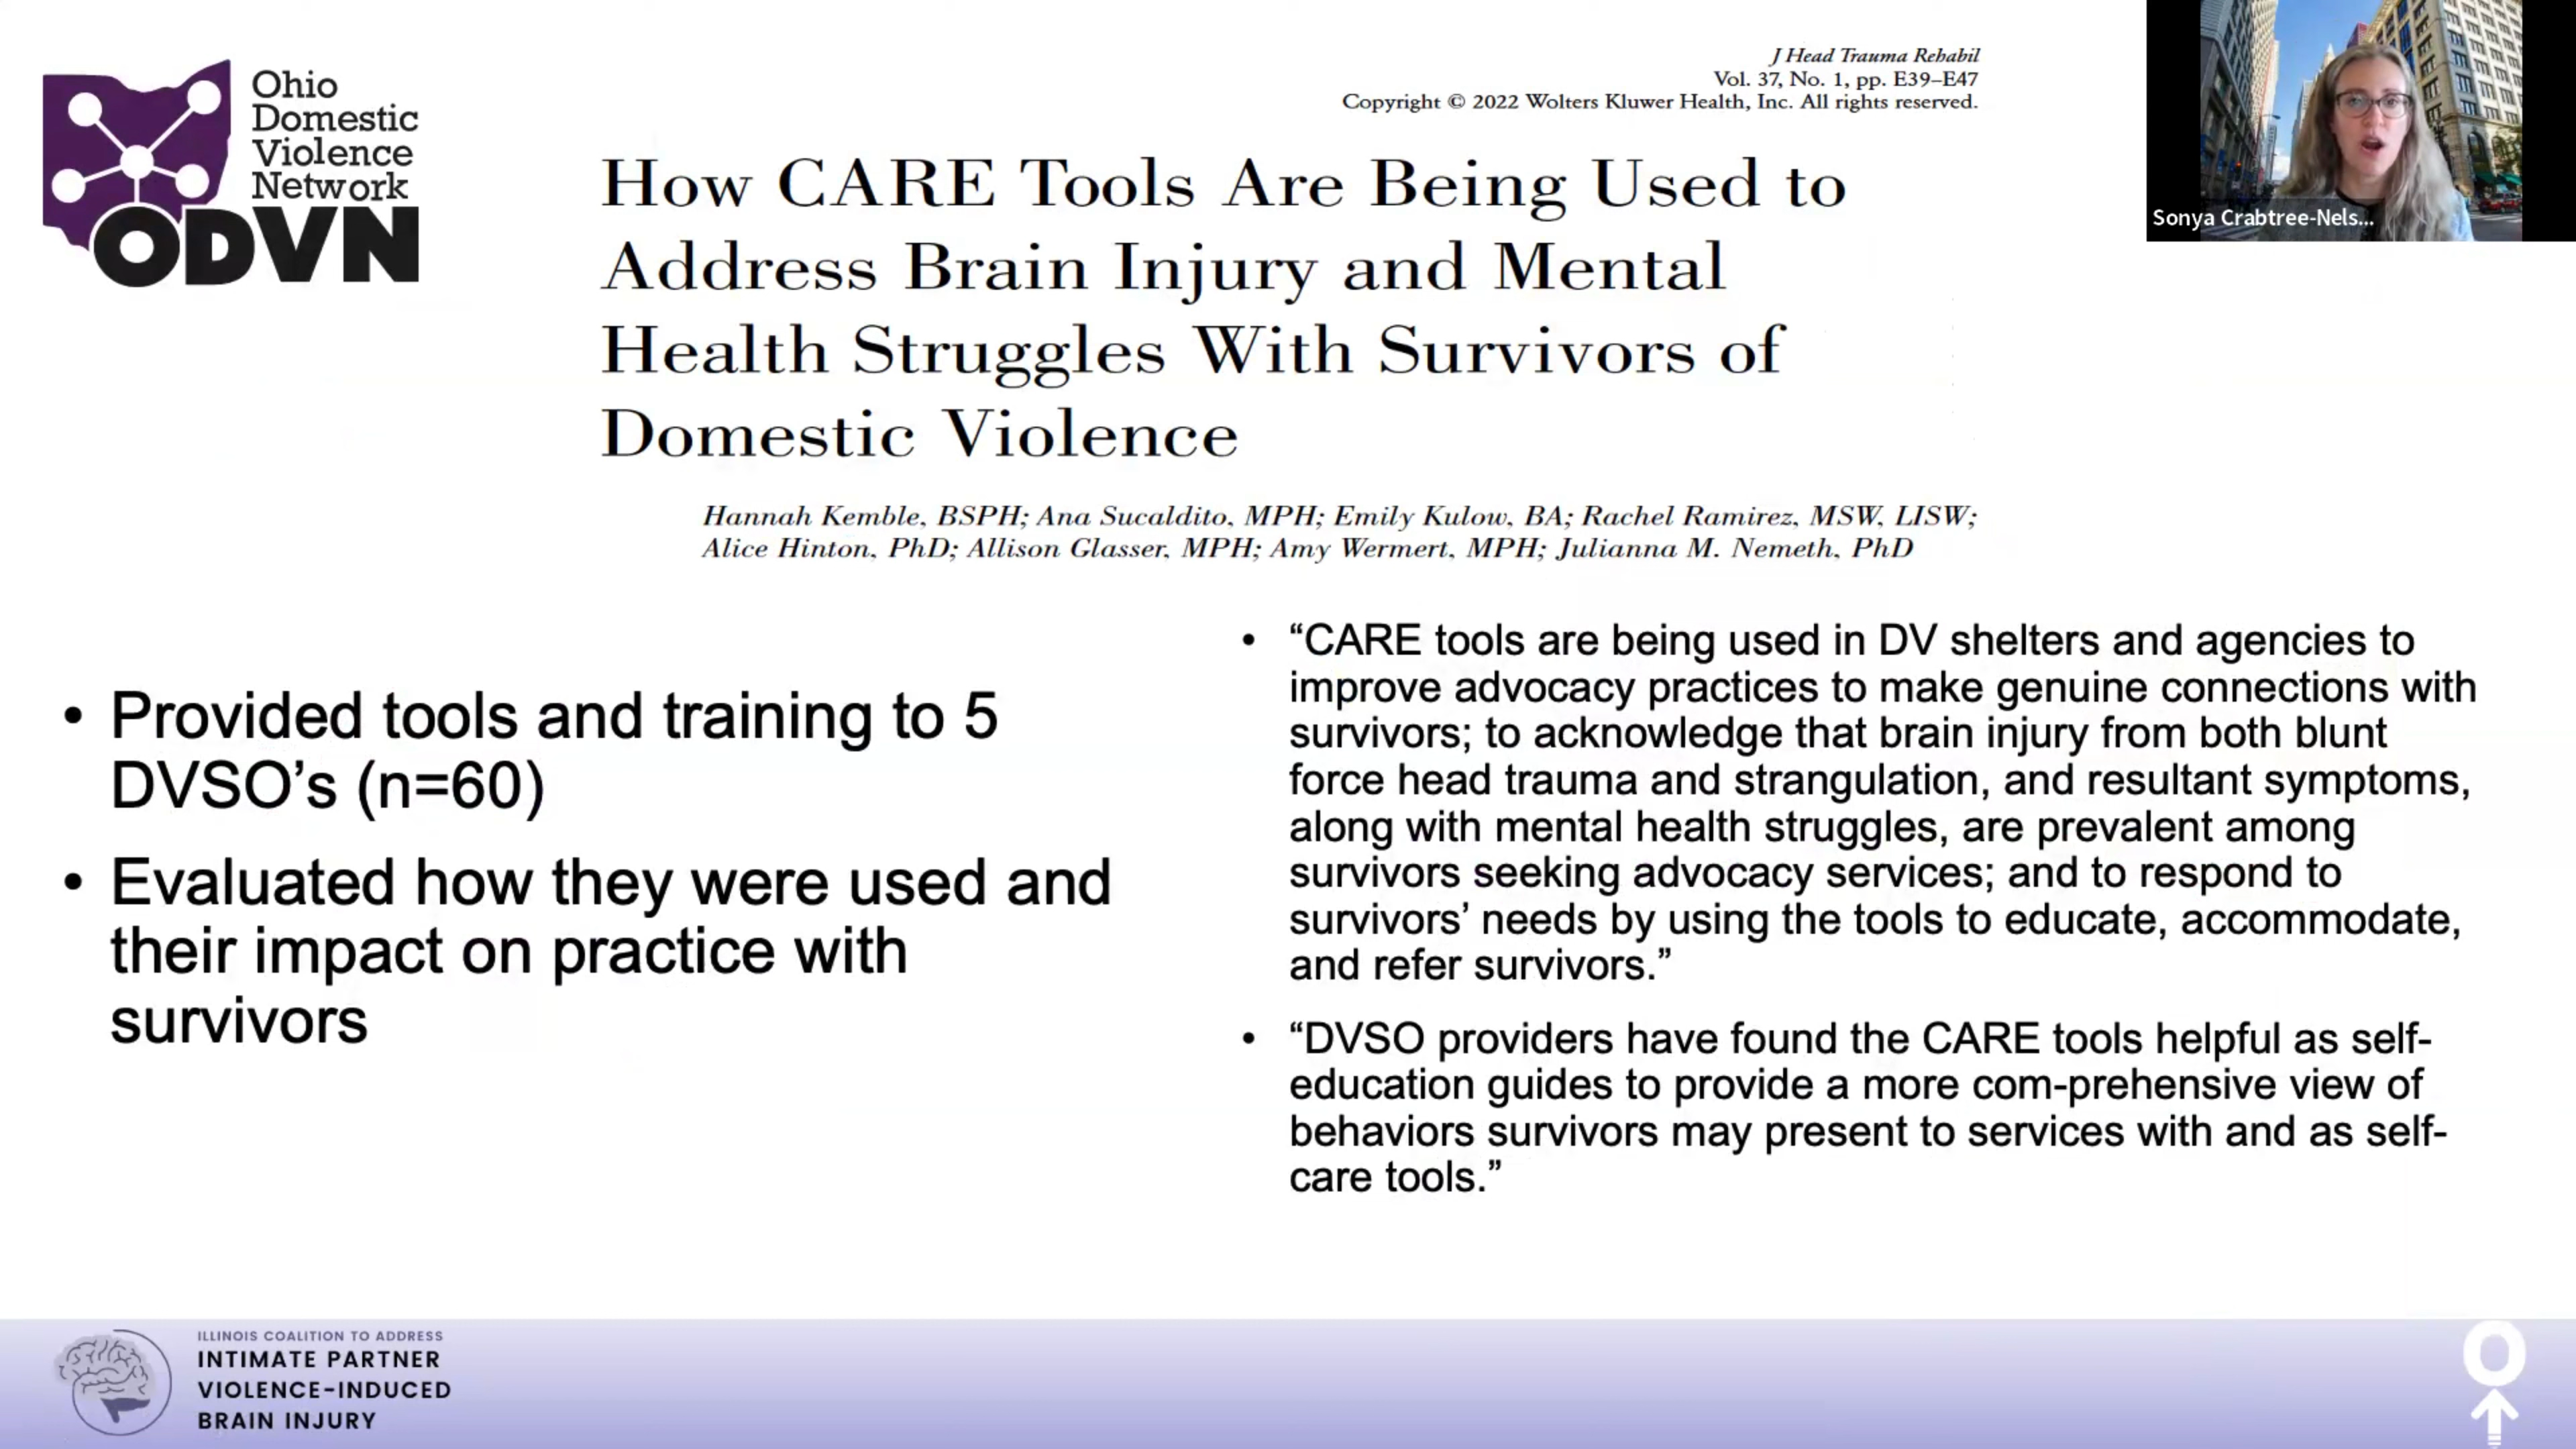 Ohio
Domestic
Violence
Network
ODVN
J Head Trauma Rehabil
Vol. 37, No. 1, pp. E39–E47
Copyright © 2022 Wolters Kluwer Health, Inc. All rights reserved.
How CARE Tools Are Being Used to
Address Brain Injury and Mental
Health Struggles With Survivors of
Domestic Violence
Hannah Kemble, BSPH; Ana Sucaldito, MPH; Emily Kulow, BA; Rachel Ramirez, MSW, LISW;
Alice Hinton, PhD; Allison Glasser, MPH; Amy Wermert, MPH; Julianna M. Nemeth, PhD
Sonya Crabtree-Nels...
• Provided tools and training to 5
DVSO’s (n=60)
• Evaluated how they were used and
their impact on practice with
survivors
• “CARE tools are being used in DV shelters and agencies to
improve advocacy practices to make genuine connections with
survivors; to acknowledge that brain injury from both blunt
force head trauma and strangulation, and resultant symptoms,
along with mental health struggles, are prevalent among
survivors seeking advocacy services; and to respond to
survivors’ needs by using the tools to educate, accommodate,
and refer survivors.”
• “DVSO providers have found the CARE tools helpful as self-
education guides to provide a more com-prehensive view of
behaviors survivors may present to services with and as self-
care tools.”
ILLINOIS COALITION TO ADDRESS
INTIMATE PARTNER
VIOLENCE-INDUCED
BRAIN INJURY